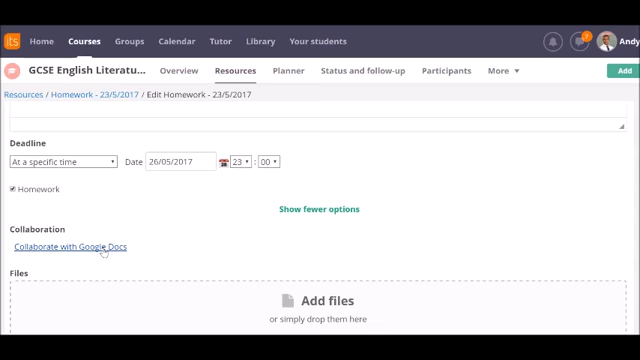 its Home Courses Groups Calendar Tutor Library Your students 7 Andy
GCSE English Literatu... Overview Resources Planner Status and follow-up Participants More Add
Resources / Homework - 23/5/2017 / Edit Homework - 23/5/2017
Deadline
At a specific time Date 26/05/2017 23 : 00
Homework
Show fewer options
Collaboration
Collaborate with Google Docs
Files
Add files
or simply drop them here